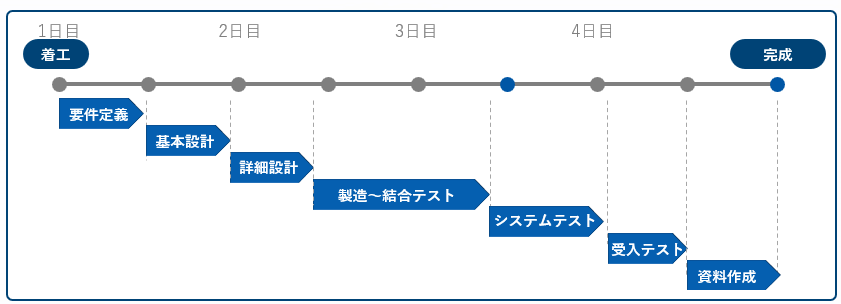 1日目
2日目
3日目
4日目
着工
完成
要件定義
基本設計
詳細設計
製造～結合テスト
システムテスト
受入テスト
資料作成